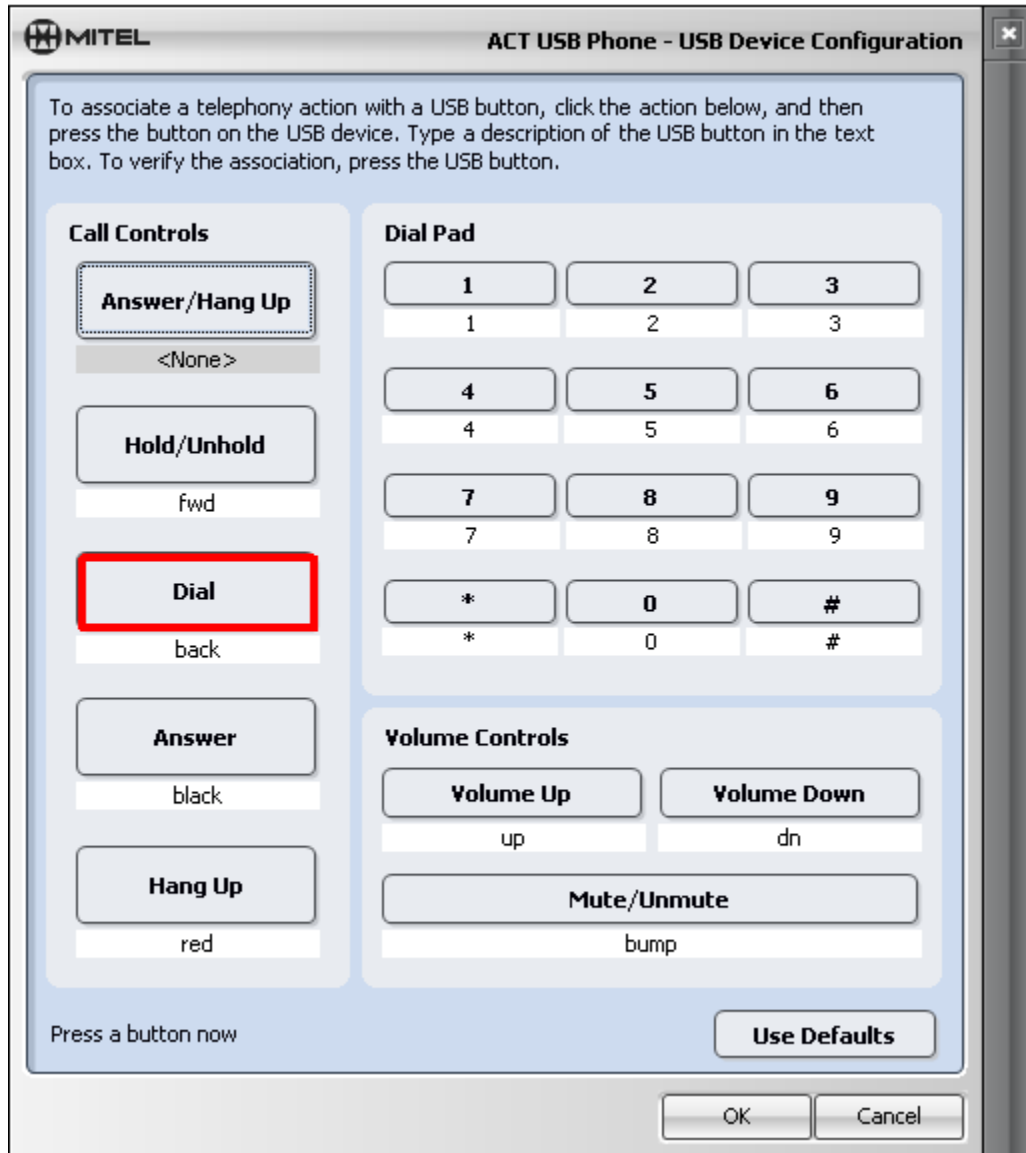 MITEL
ACT USB Phone - USB Device Configuration
To associate a telephony action with a USB button, click the action below, and then
press the button on the USB device. Type a description of the USB button in the text
box. To verify the association, press the USB button.
Call Controls
Answer/Hang Up
<None>
Hold/Unhold
fwd
Dial
back
Answer
black
Hang Up
red
Dial Pad
1 2 3
1 2 3
4 5 6
4 5 6
7 8 9
7 8 9
* 0 #
* 0 #
Volume Controls
Volume Up Volume Down
up dn
Mute/Unmute
bump
Press a button now
Use Defaults
OK Cancel